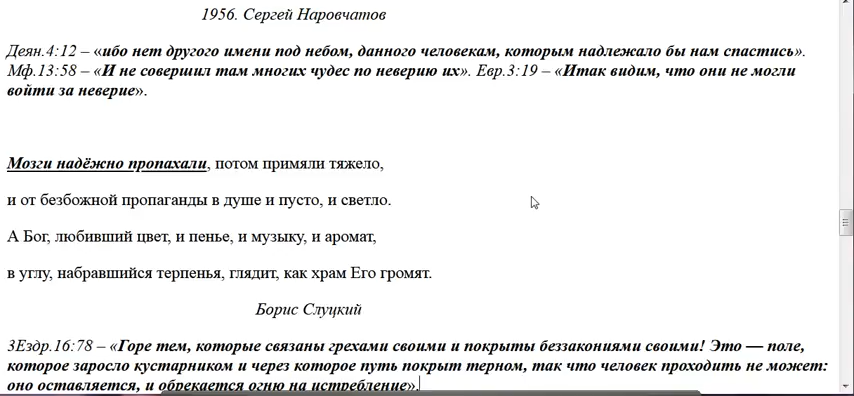 1956. Сергей Наровчатов
Деян.4:12 – «ибо нет другого имени под небом, данного человекам, которым надлежало бы нам спастись».
Мф.13:58 – «И не совершил там многих чудес по неверию их». Евр.3:19 – «Итак видим, что они не могли
войти за неверие».
Мозги надёжно пропахали, потом примяли тяжело,
и от безбожной пропаганды в душе и пусто, и светло.
А Бог, любивший цвет, и пенье, и музыку, и аромат,
в углу, набравшийся терпенья, глядит, как храм Его громят.
Борис Слуцкий
3Ездр.16:78 – «Горе тем, которые связаны грехами своими и покрыты беззакониями своими! Это — поле,
которое заросло кустарником и через которое путь покрыт терном, так что человек проходить не может:
оно оставляется, и обрекается огню на истребление».